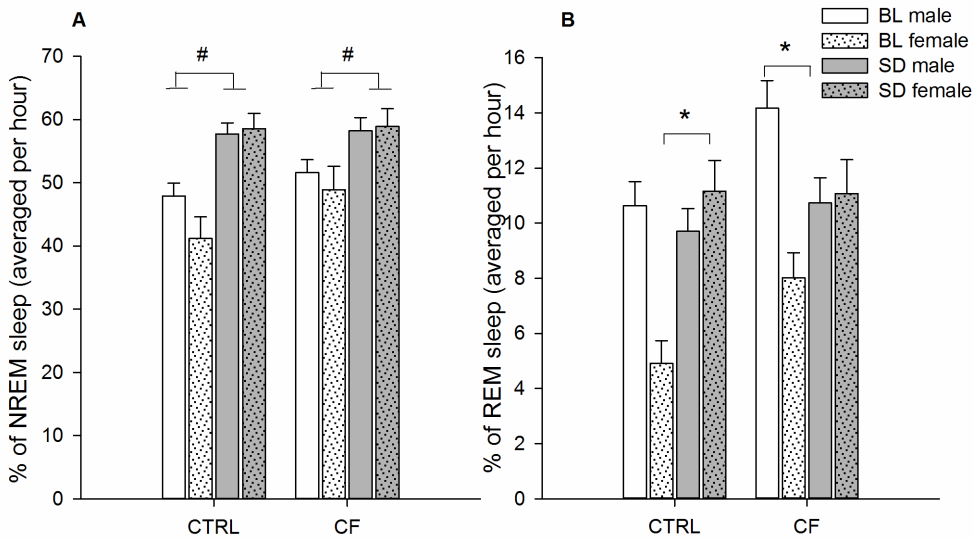 A
% of NREM sleep (averaged per hour)
70
60
50
40
30
20
10
0
#
#
CTRL
CF
B
% of REM sleep (averaged per hour)
16
14
12
10
8
6
4
2
0
*
*
CTRL
CF
BL male
BL female
SD male
SD female